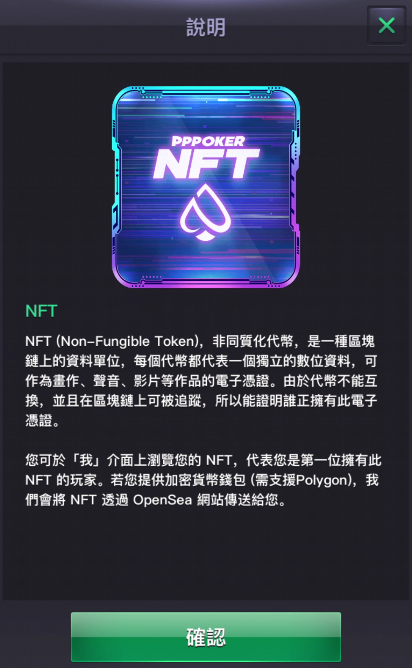 說明
PPPOKER
NFT
NFT
NFT (Non-Fungible Token)，非同質化代幣，是一種區塊
鏈上的資料單位，每個代幣都代表一個獨立的數位資料，可
作為畫作、聲音、影片等作品的電子憑證。由於代幣不能互
換，並且在區塊鏈上可被追蹤，所以能證明誰正擁有此電子
憑證。
您可於「我」介面上瀏覽您的 NFT，代表您是第一位擁有此
NFT 的玩家。若您提供加密貨幣錢包 (需支援Polygon)，我
們會將 NFT 透過 OpenSea 網站傳送給您。
確認